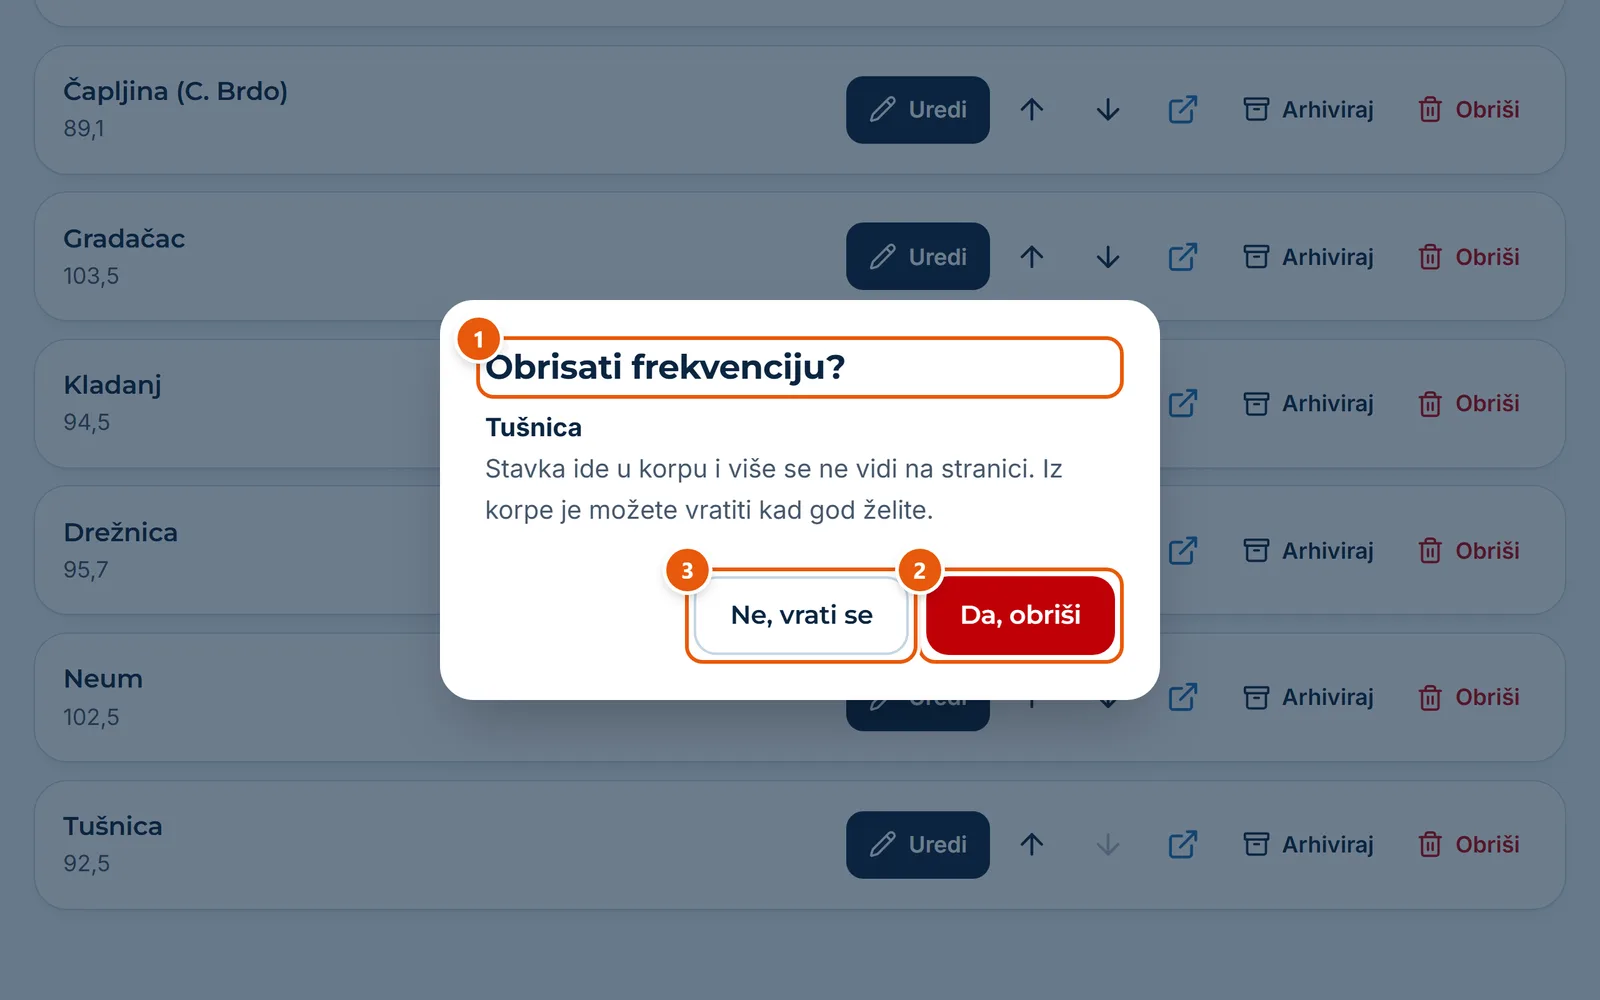 Čapljina (C. Brdo)
89,1
Uredi
Arhiviraj
Obriši
Gradačac
103,5
Uredi
Arhiviraj
Obriši
1
Obrisati frekvenciju?
Tušnica
Stavka ide u korpu i više se ne vidi na stranici. Iz
korpe je možete vratiti kad god želite.
3
Ne, vrati se
2
Da, obriši
Kladanj
94,5
Arhiviraj
Obriši
Drežnica
95,7
Arhiviraj
Obriši
Neum
102,5
Uredi
Arhiviraj
Obriši
Tušnica
92,5
Uredi
Arhiviraj
Obriši